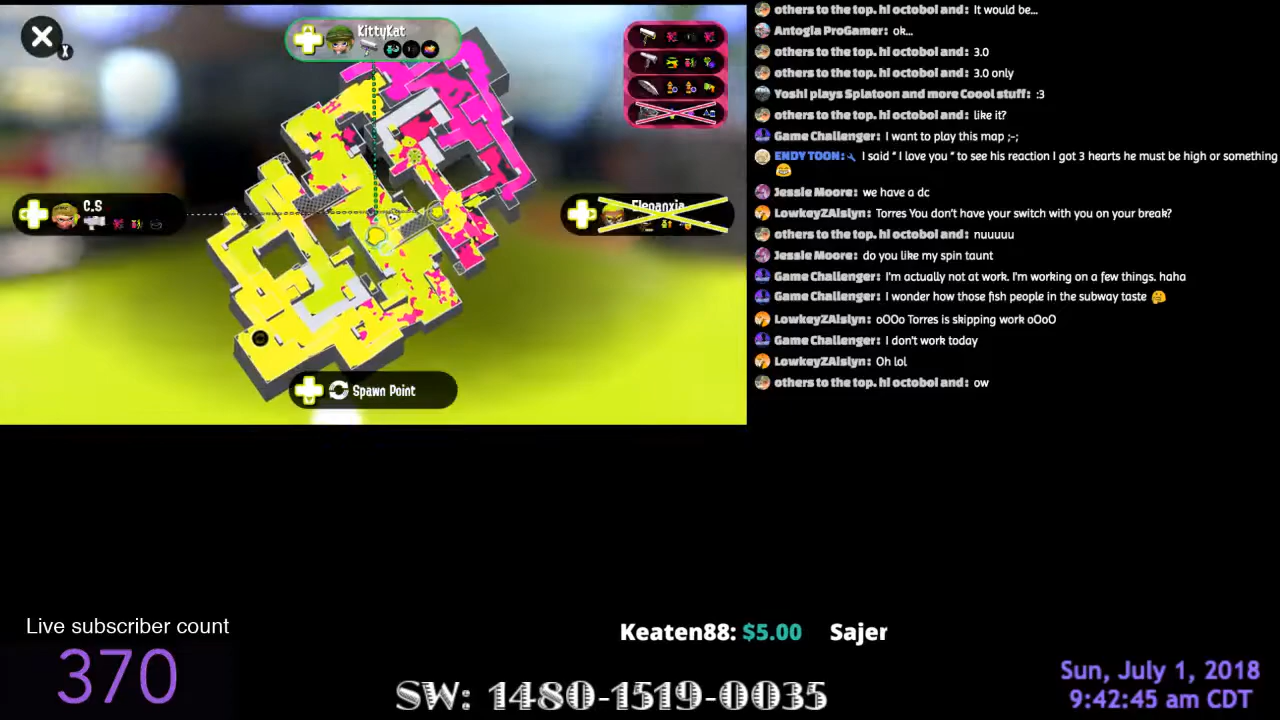 X
KittyKat
C.S
Eleganxia
Spawn Point
others to the top. hI octobol and: It would be...
Antogia ProGamer: ok...
others to the top. hI octobol and: 3.0
others to the top. hI octobol and: 3.0 only
Yoshi plays Splatoon and more Coool stuff: :3
others to the top. hI octobol and: like it?
Game Challenger: I want to play this map ;-;
ENDY TOON: I said " I love you " to see his reaction I got 3 hearts he must be high or something
😂
Jessie Moore: we have a dc
LowkeyZAlslyn: Torres You don't have your switch with you on your break?
others to the top. hI octobol and: nuuuuu
Jessie Moore: do you like my spin taunt
Game Challenger: I'm actually not at work. I'm working on a few things. haha
Game Challenger: I wonder how those fish people in the subway taste 🤔
LowkeyZAlslyn: oOOo Torres is skipping work oOoO
Game Challenger: I don't work today
LowkeyZAlslyn: Oh lol
others to the top. hI octobol and: ow
Live subscriber count
370
Keaten88: $5.00 Sajer
SW: 1480-1519-0035
Sun, July 1, 2018
9:42:45 am CDT